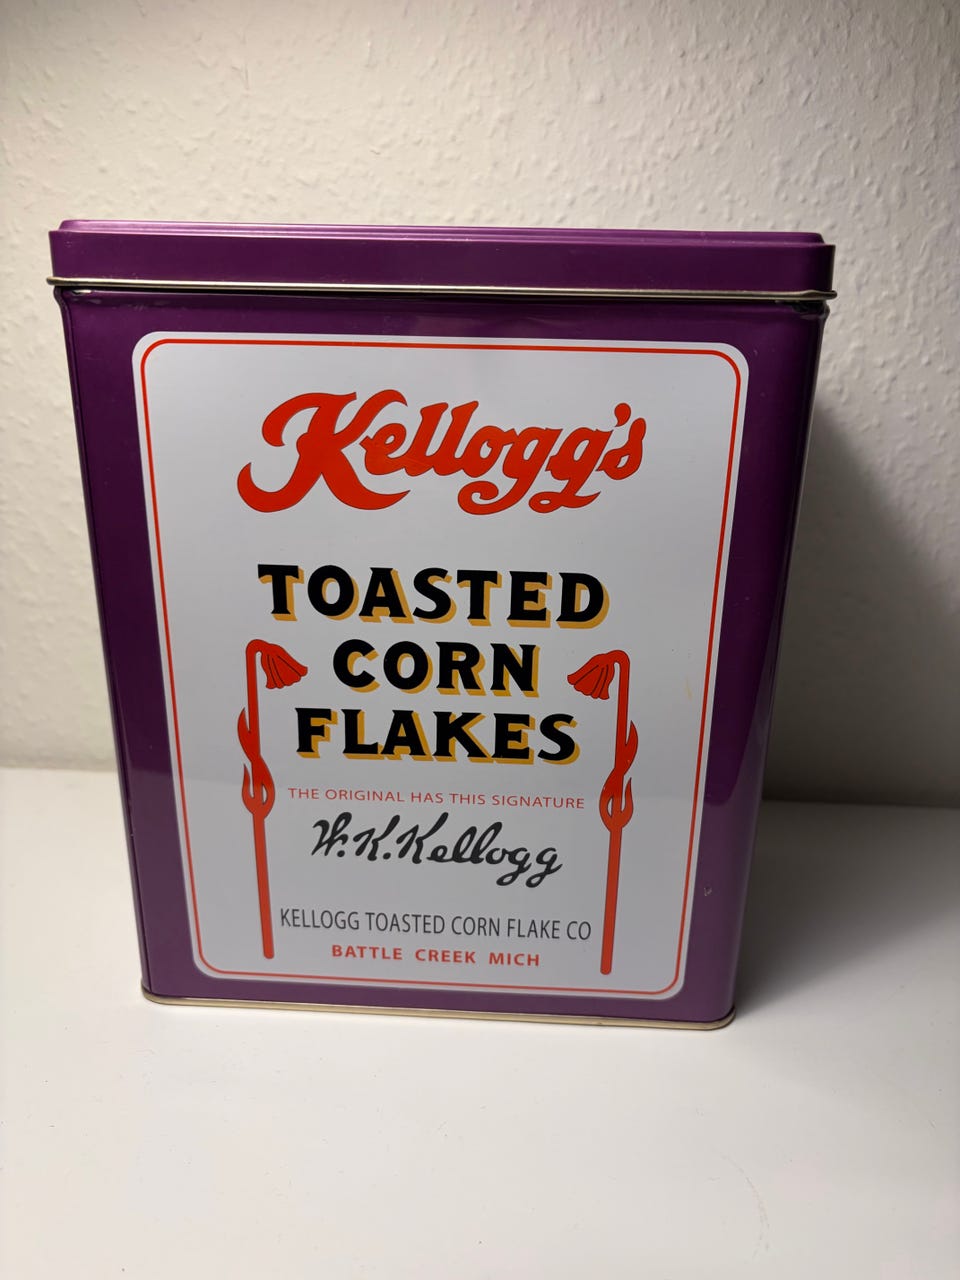 Kellogg's
TOASTED
CORN
FLAKES
THE ORIGINAL HAS THIS SIGNATURE
W.K.Kellogg
KELLOGG TOASTED CORN FLAKE CO
BATTLE CREEK MICH